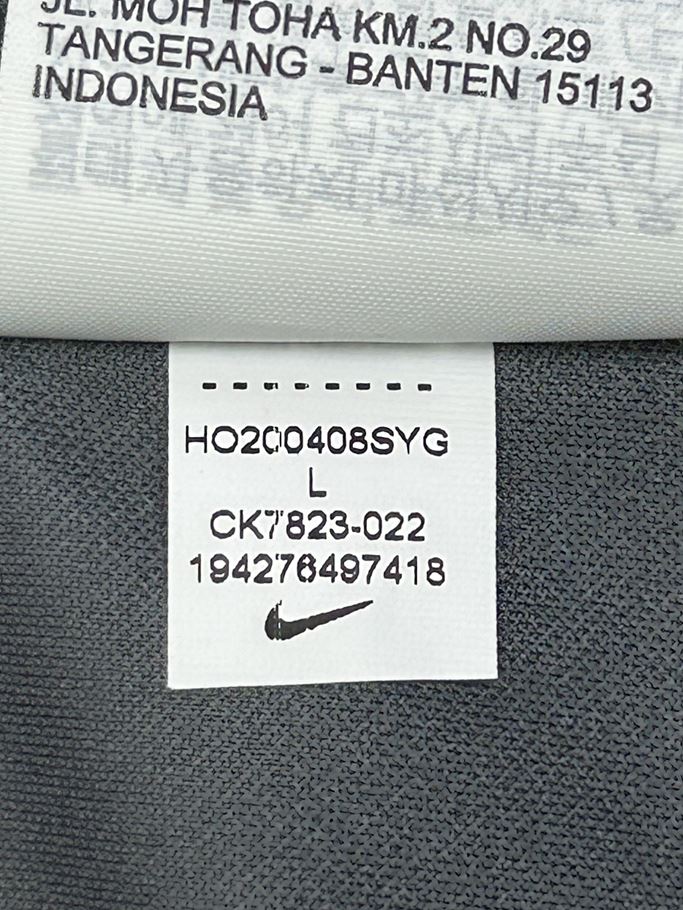 JL. MOH TOHA KM.2 NO.29
TANGERANG - BANTEN 15113
INDONESIA
--------
HO200408SYG
L
CK7823-022
194276497418